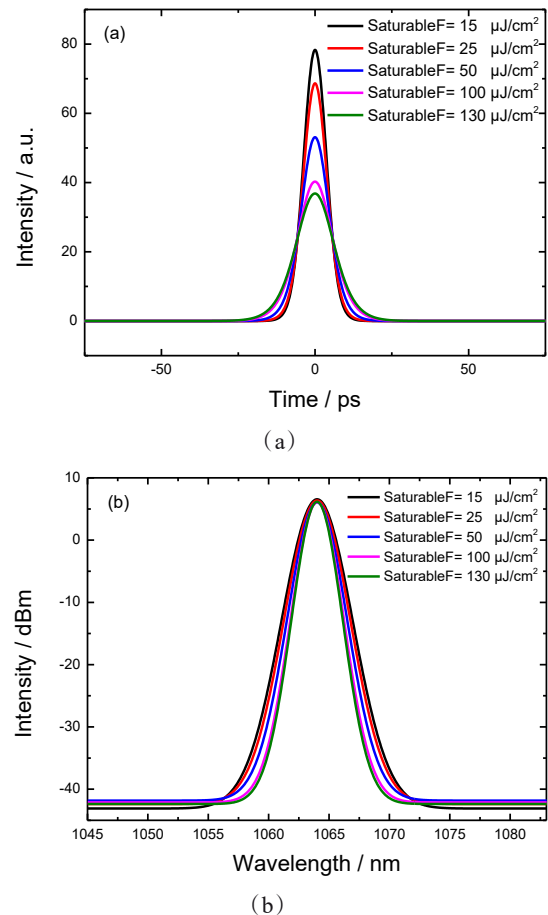 (a)
SaturableF= 15 μJ/cm²
SaturableF= 25 μJ/cm²
SaturableF= 50 μJ/cm²
SaturableF= 100 μJ/cm²
SaturableF= 130 μJ/cm²
80
60
40
20
0
Intensity / a.u.
-50
0
50
Time / ps
(a)
(b)
SaturableF= 15 μJ/cm²
SaturableF= 25 μJ/cm²
SaturableF= 50 μJ/cm²
SaturableF= 100 μJ/cm²
SaturableF= 130 μJ/cm²
10
0
-10
-20
-30
-40
Intensity / dBm
1045
1050
1055
1060
1065
1070
1075
1080
Wavelength / nm
(b)